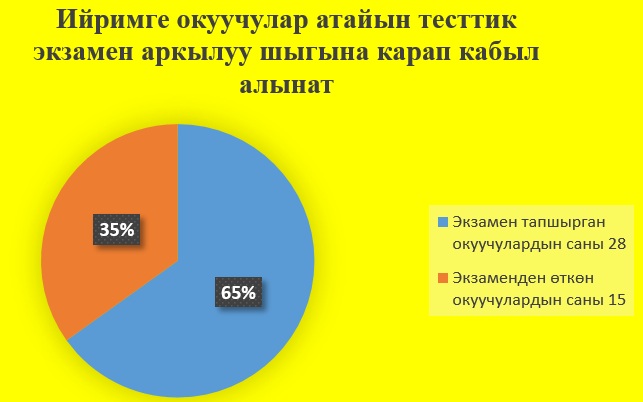 Ийримге окуучулар атайын тесттик
экзамен аркылуу шыгына карап кабыл
алынат
35%
65%
Экзамен тапшырган
окуучулардын саны 28
Экзаменден өткөн
окуучулардын саны 15